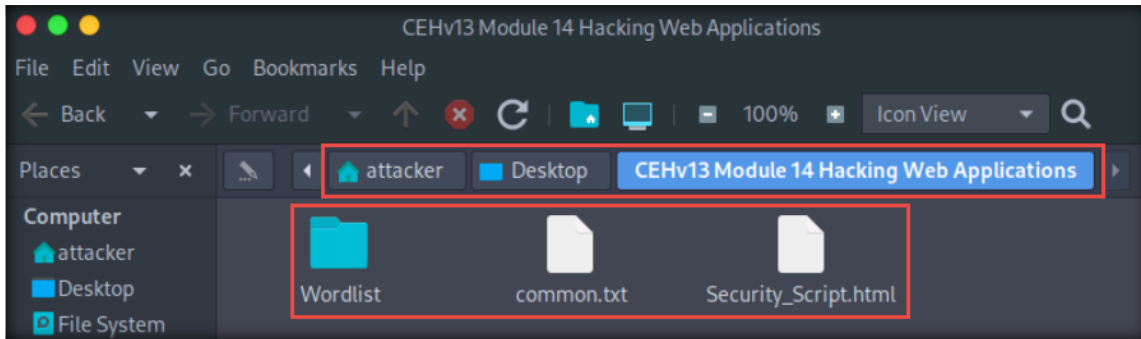 CEHv13 Module 14 Hacking Web Applications
File Edit View Go Bookmarks Help
Back Forward 100% Icon View
Places attacker Desktop CEHv13 Module 14 Hacking Web Applications
Computer
attacker
Desktop
File System
Wordlist common.txt Security_Script.html